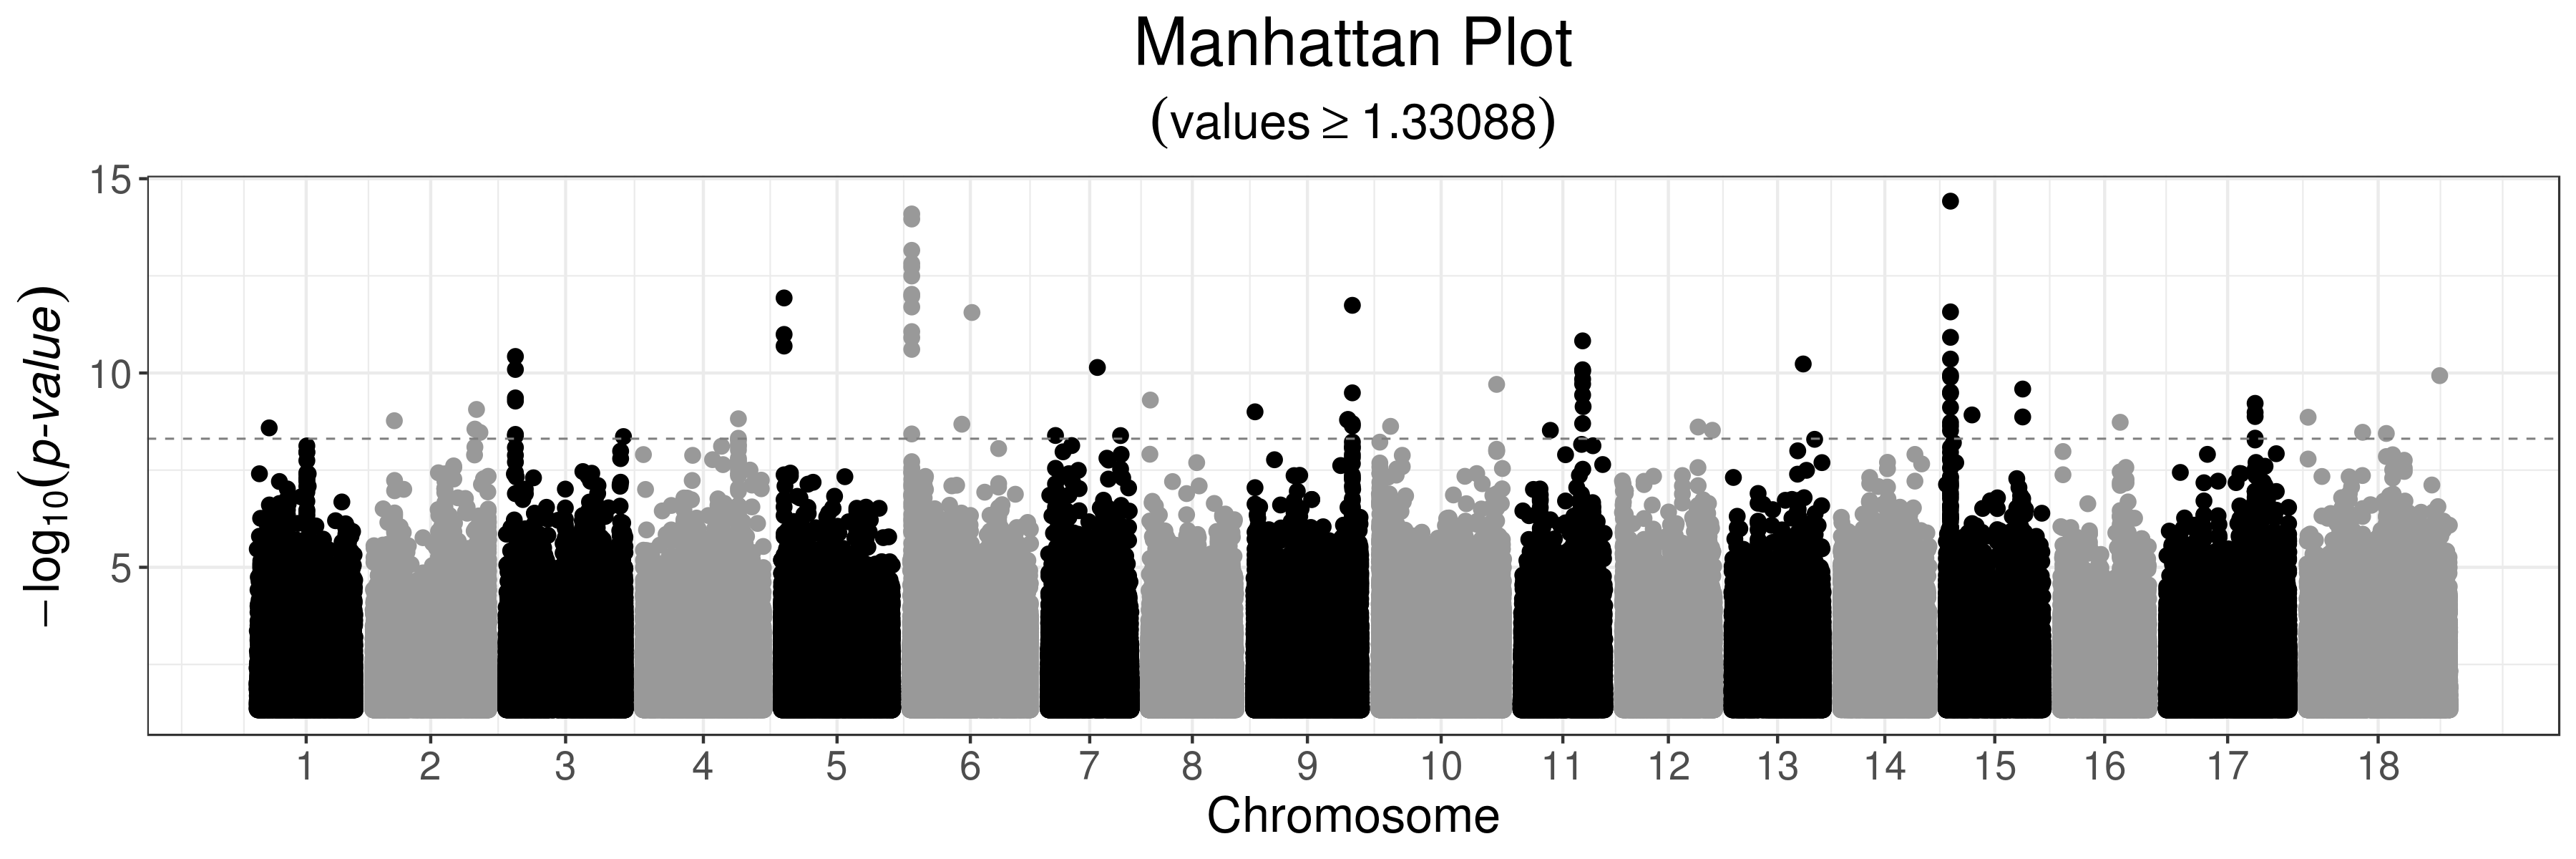 Manhattan Plot
(values ≥ 1.33088)
−log10(p-value)
15
10
5
1 2 3 4 5 6 7 8 9 10 11 12 13 14 15 16 17 18
Chromosome